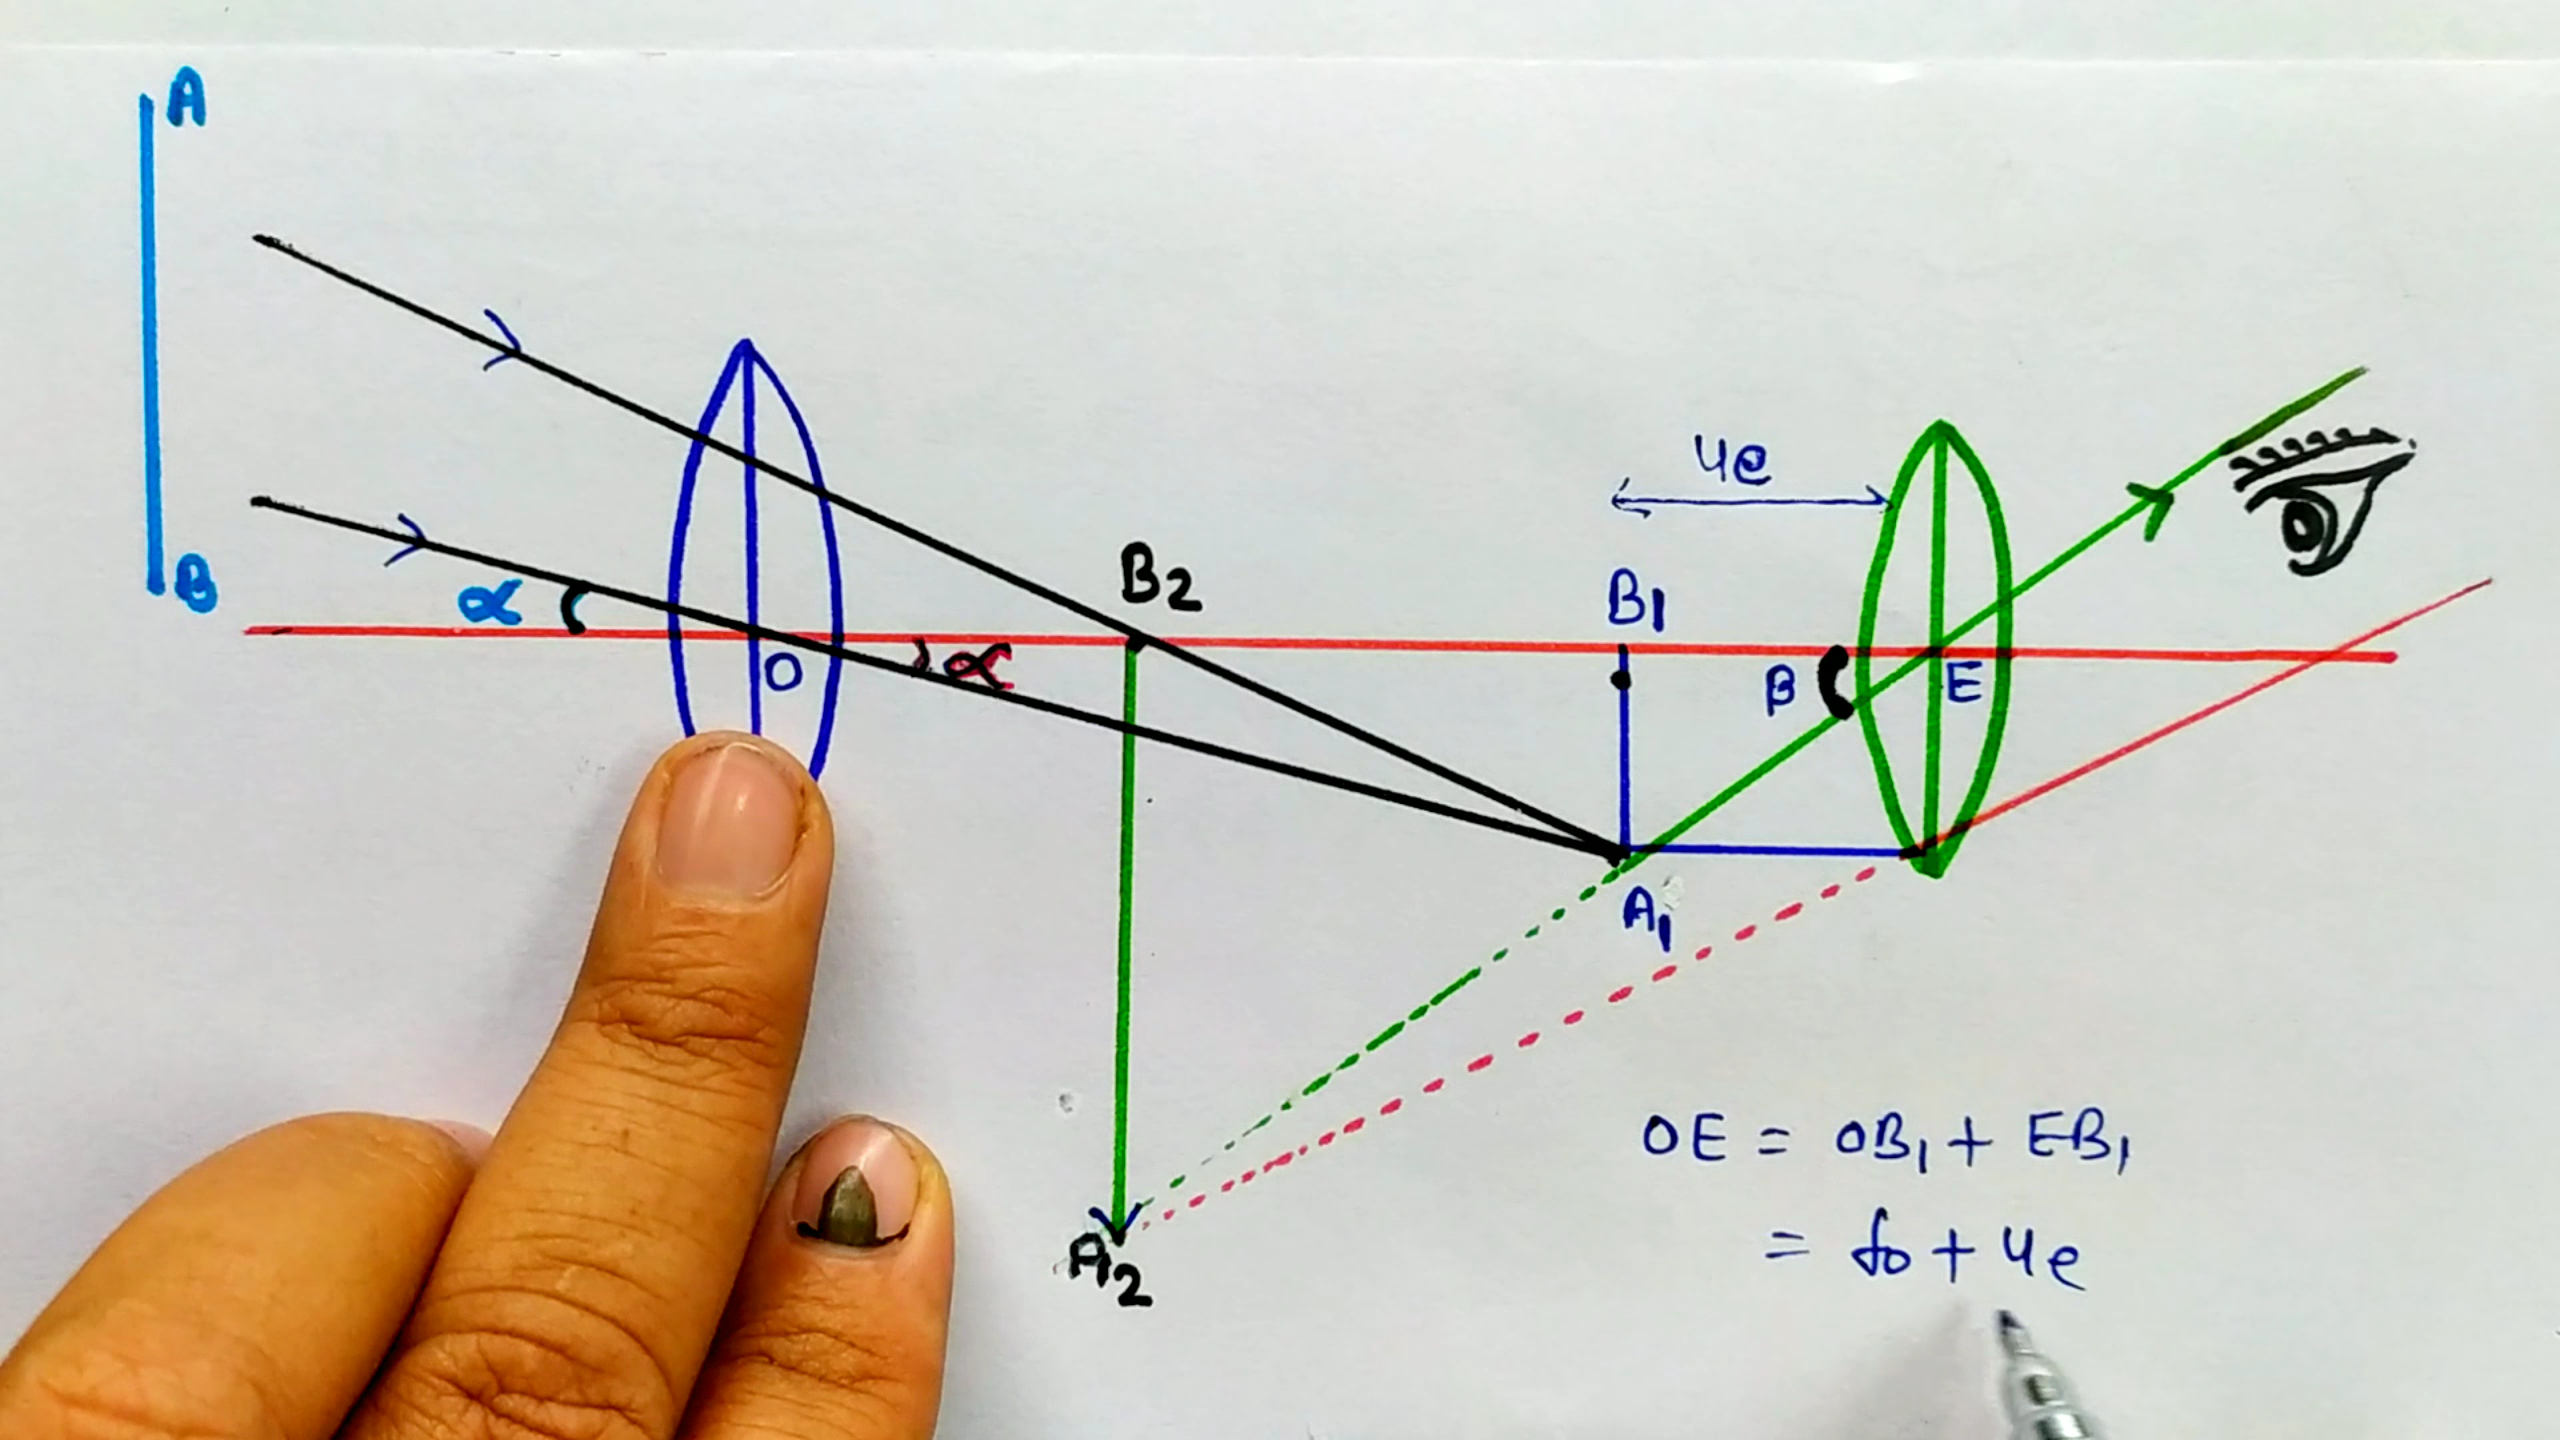 A
B
α
O
α
B2
ue
B1
β
E
A1
A2
OE = OB1 + EB1
= fo + ue